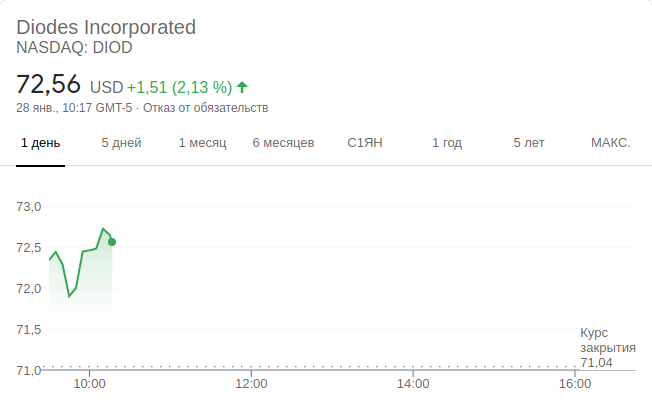 Diodes Incorporated
NASDAQ: DIOD
72,56 USD +1,51 (2,13 %)
28 янв., 10:17 GMT-5 · Отказ от обязательств
1 день 5 дней 1 месяц 6 месяцев С1ЯН 1 год 5 лет МАКС.
73,0
72,5
72,0
71,5
Курс
закрытия
71,04
71,0
10:00 12:00 14:00 16:00